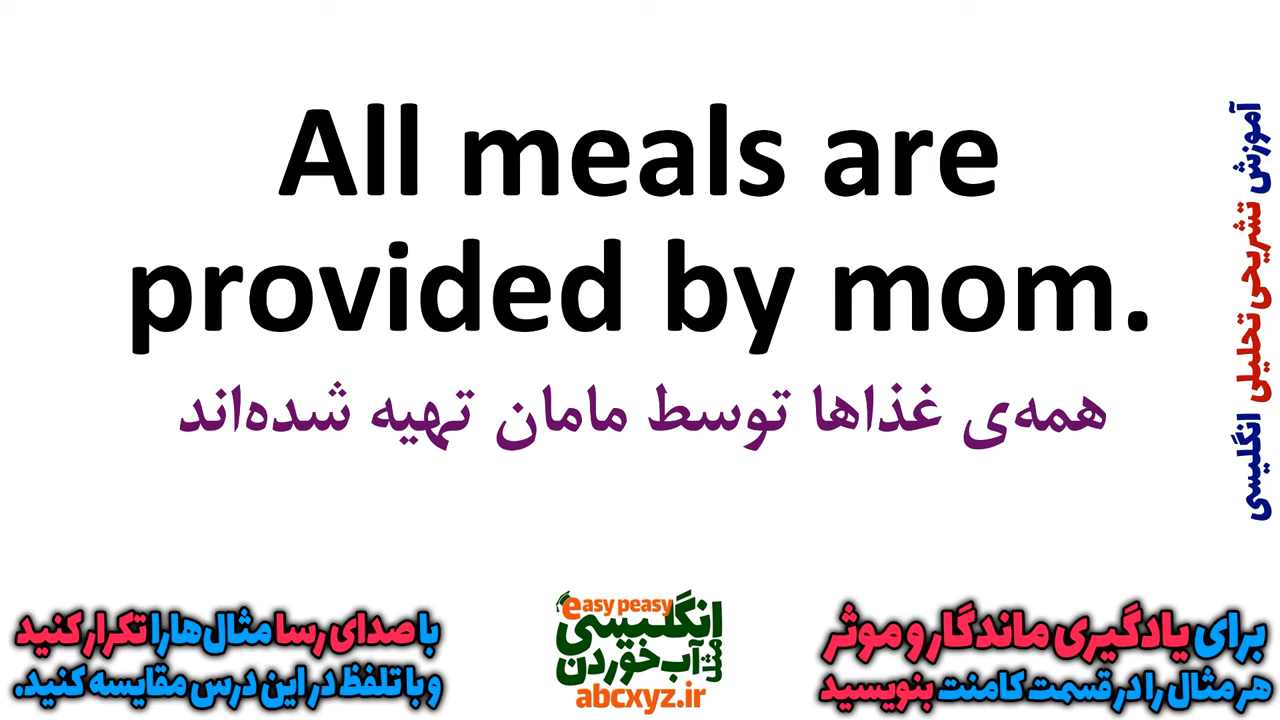 All meals are
provided by mom.
همه‌ی غذاها توسط مامان تهیه شده‌اند
آموزش تشریحی تحلیلی انگلیسی
برای یادگیری ماندگار و موثر
هر مثال را در قسمت کامنت بنویسید
easy peasy
انگلیسی
مثل آب خوردن
abcxyz.ir
با صدای رسا مثال‌ها را تکرار کنید
و با تلفظ در این درس مقایسه کنید.